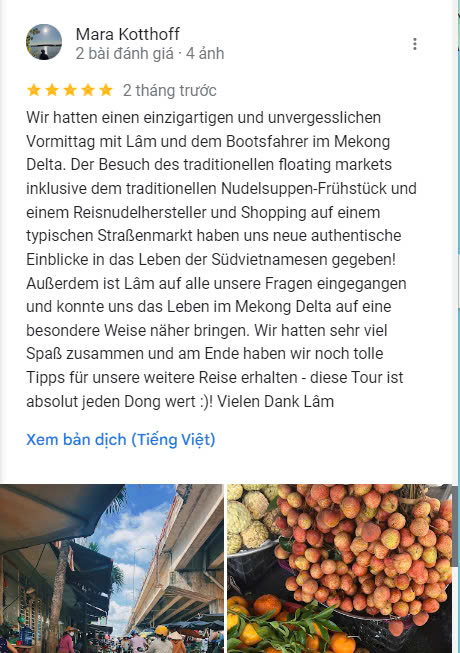 Mara Kotthoff
2 bài đánh giá · 4 ảnh
2 tháng trước
Wir hatten einen einzigartigen und unvergesslichen
Vormittag mit Lâm und dem Bootsfahrer im Mekong
Delta. Der Besuch des traditionellen floating markets
inklusive dem traditionellen Nudelsuppen-Frühstück und
einem Reisnudelhersteller und Shopping auf einem
typischen Straßenmarkt haben uns neue authentische
Einblicke in das Leben der Südvietnamesen gegeben!
Außerdem ist Lâm auf alle unsere Fragen eingegangen
und konnte uns das Leben im Mekong Delta auf eine
besondere Weise näher bringen. Wir hatten sehr viel
Spaß zusammen und am Ende haben wir noch tolle
Tipps für unsere weitere Reise erhalten - diese Tour ist
absolut jeden Dong wert :)! Vielen Dank Lâm
Xem bản dịch (Tiếng Việt)